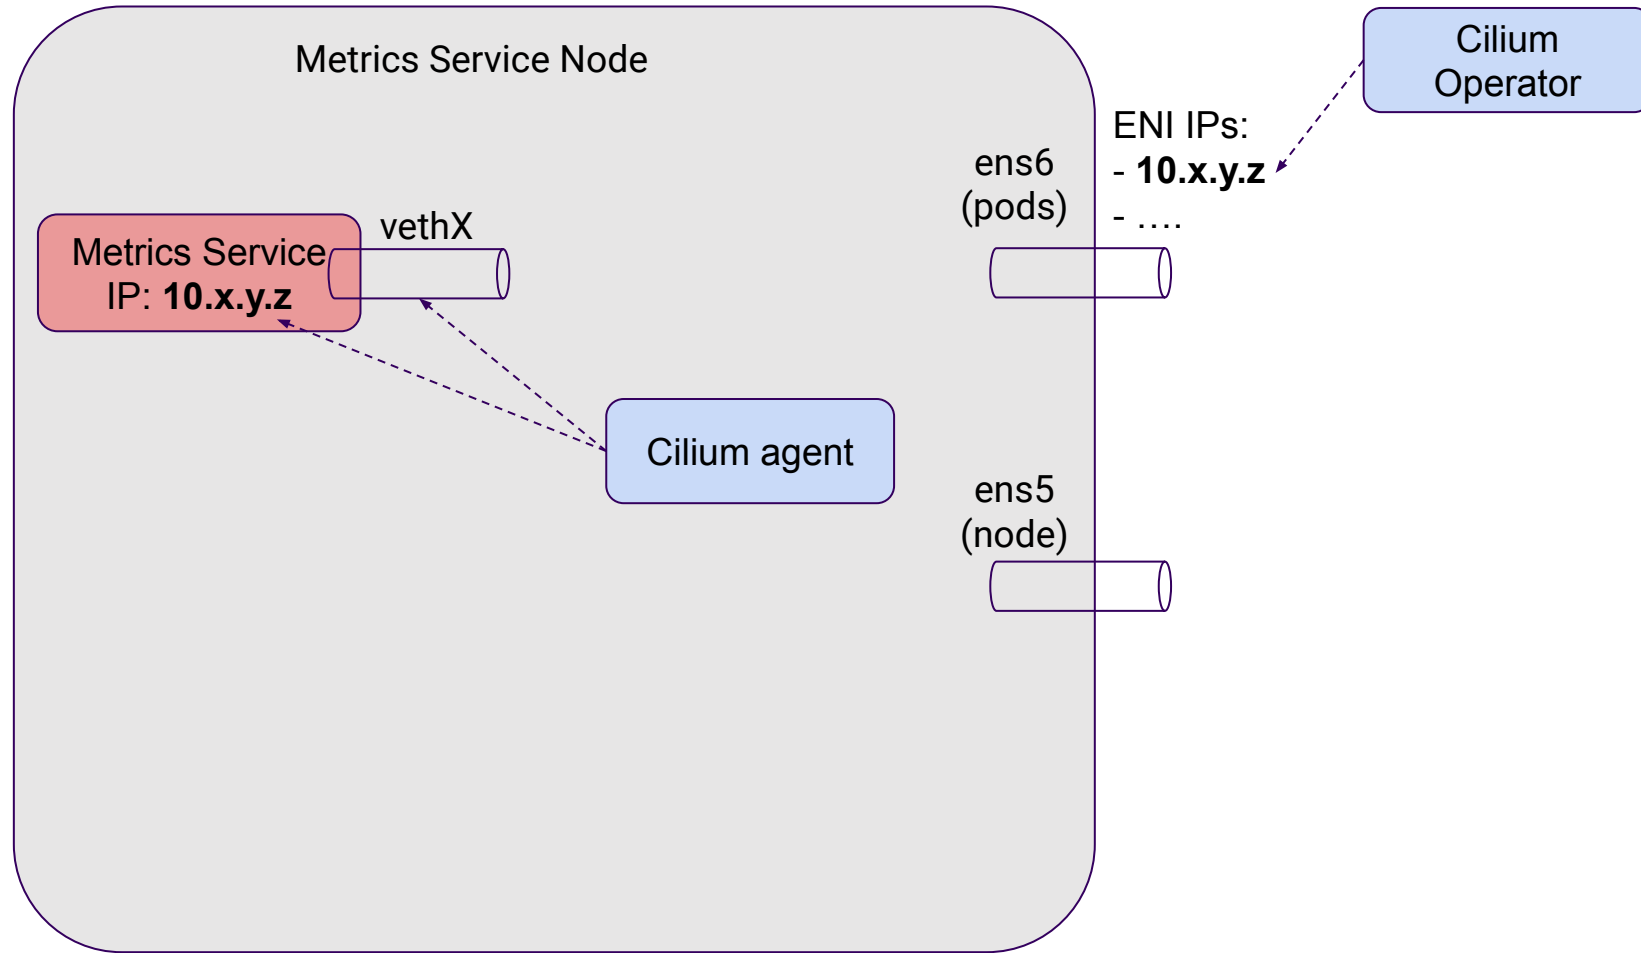 Metrics Service Node
Cilium
Operator
ENI IPs:
- 10.x.y.z
- ....
ens6
(pods)
vethX
Metrics Service
IP: 10.x.y.z
Cilium agent
ens5
(node)